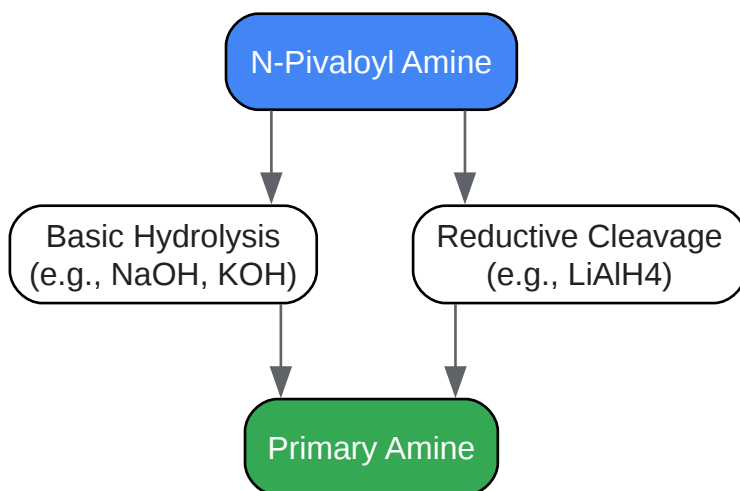 N-Pivaloyl Amine
Basic Hydrolysis
(e.g., NaOH, KOH)
Reductive Cleavage
(e.g., LiAlH4)
Primary Amine